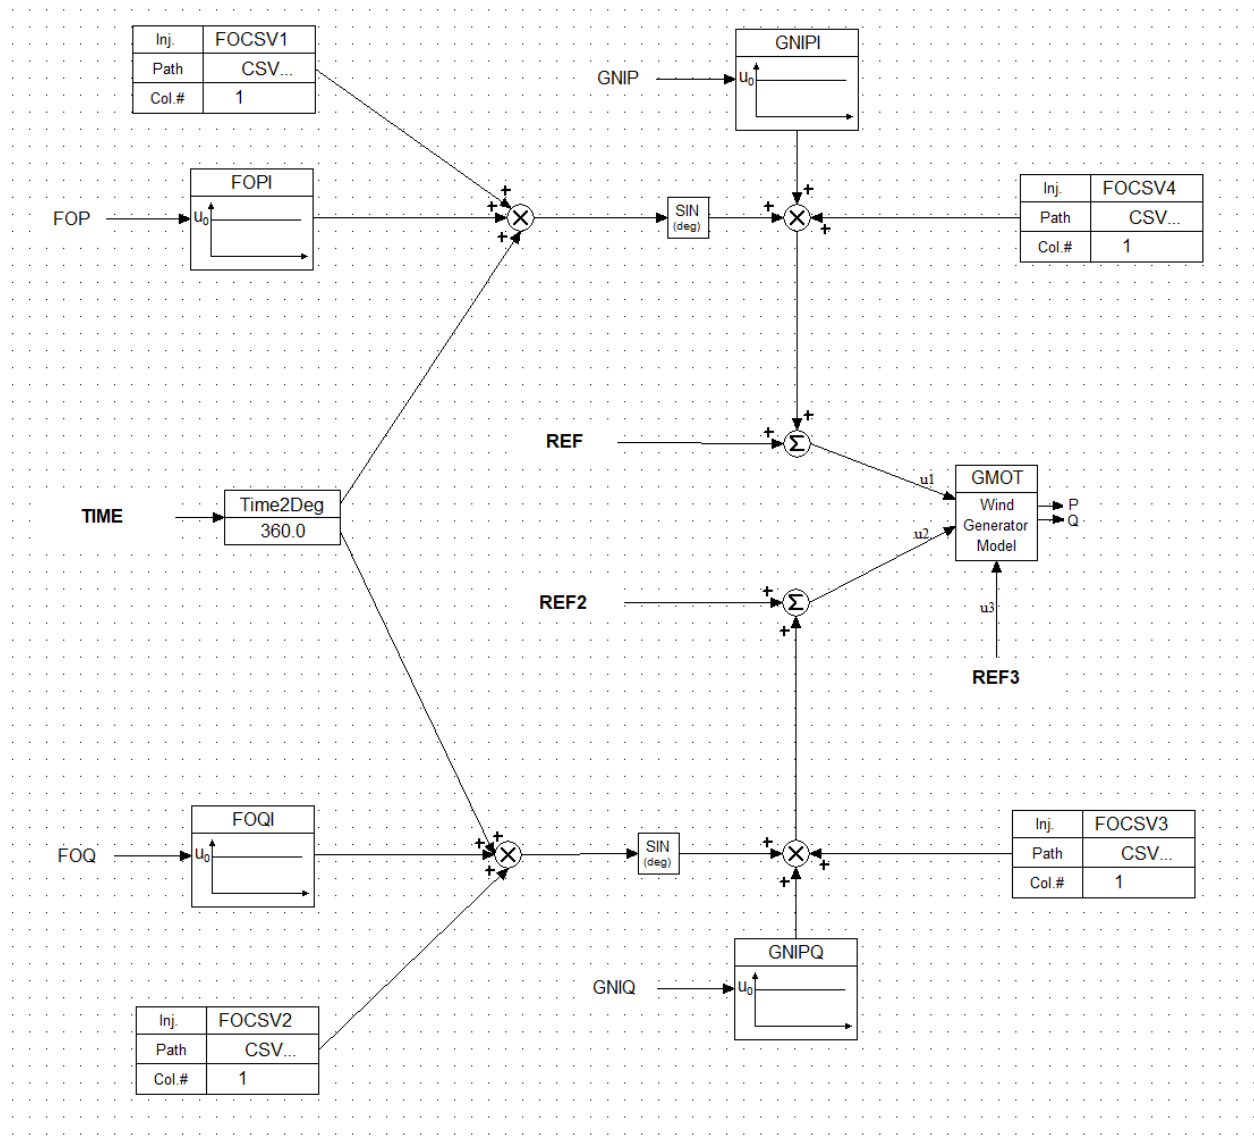 Inj. FOCSV1
Path CSV...
Col.# 1
GNIP
GNIPI
u0
FOP
FOPI
u0
+
+
+
SIN
(deg)
+
+
+
Inj. FOCSV4
Path CSV...
Col.# 1
REF
+
+
Σ
u1
TIME
Time2Deg
360.0
GMOT
Wind
Generator
Model
P
Q
u2
REF2
+
+
Σ
u3
REF3
FOQ
FOQI
u0
+
+
+
SIN
(deg)
+
+
+
Inj. FOCSV3
Path CSV...
Col.# 1
GNIQ
GNIPQ
u0
Inj. FOCSV2
Path CSV...
Col.# 1